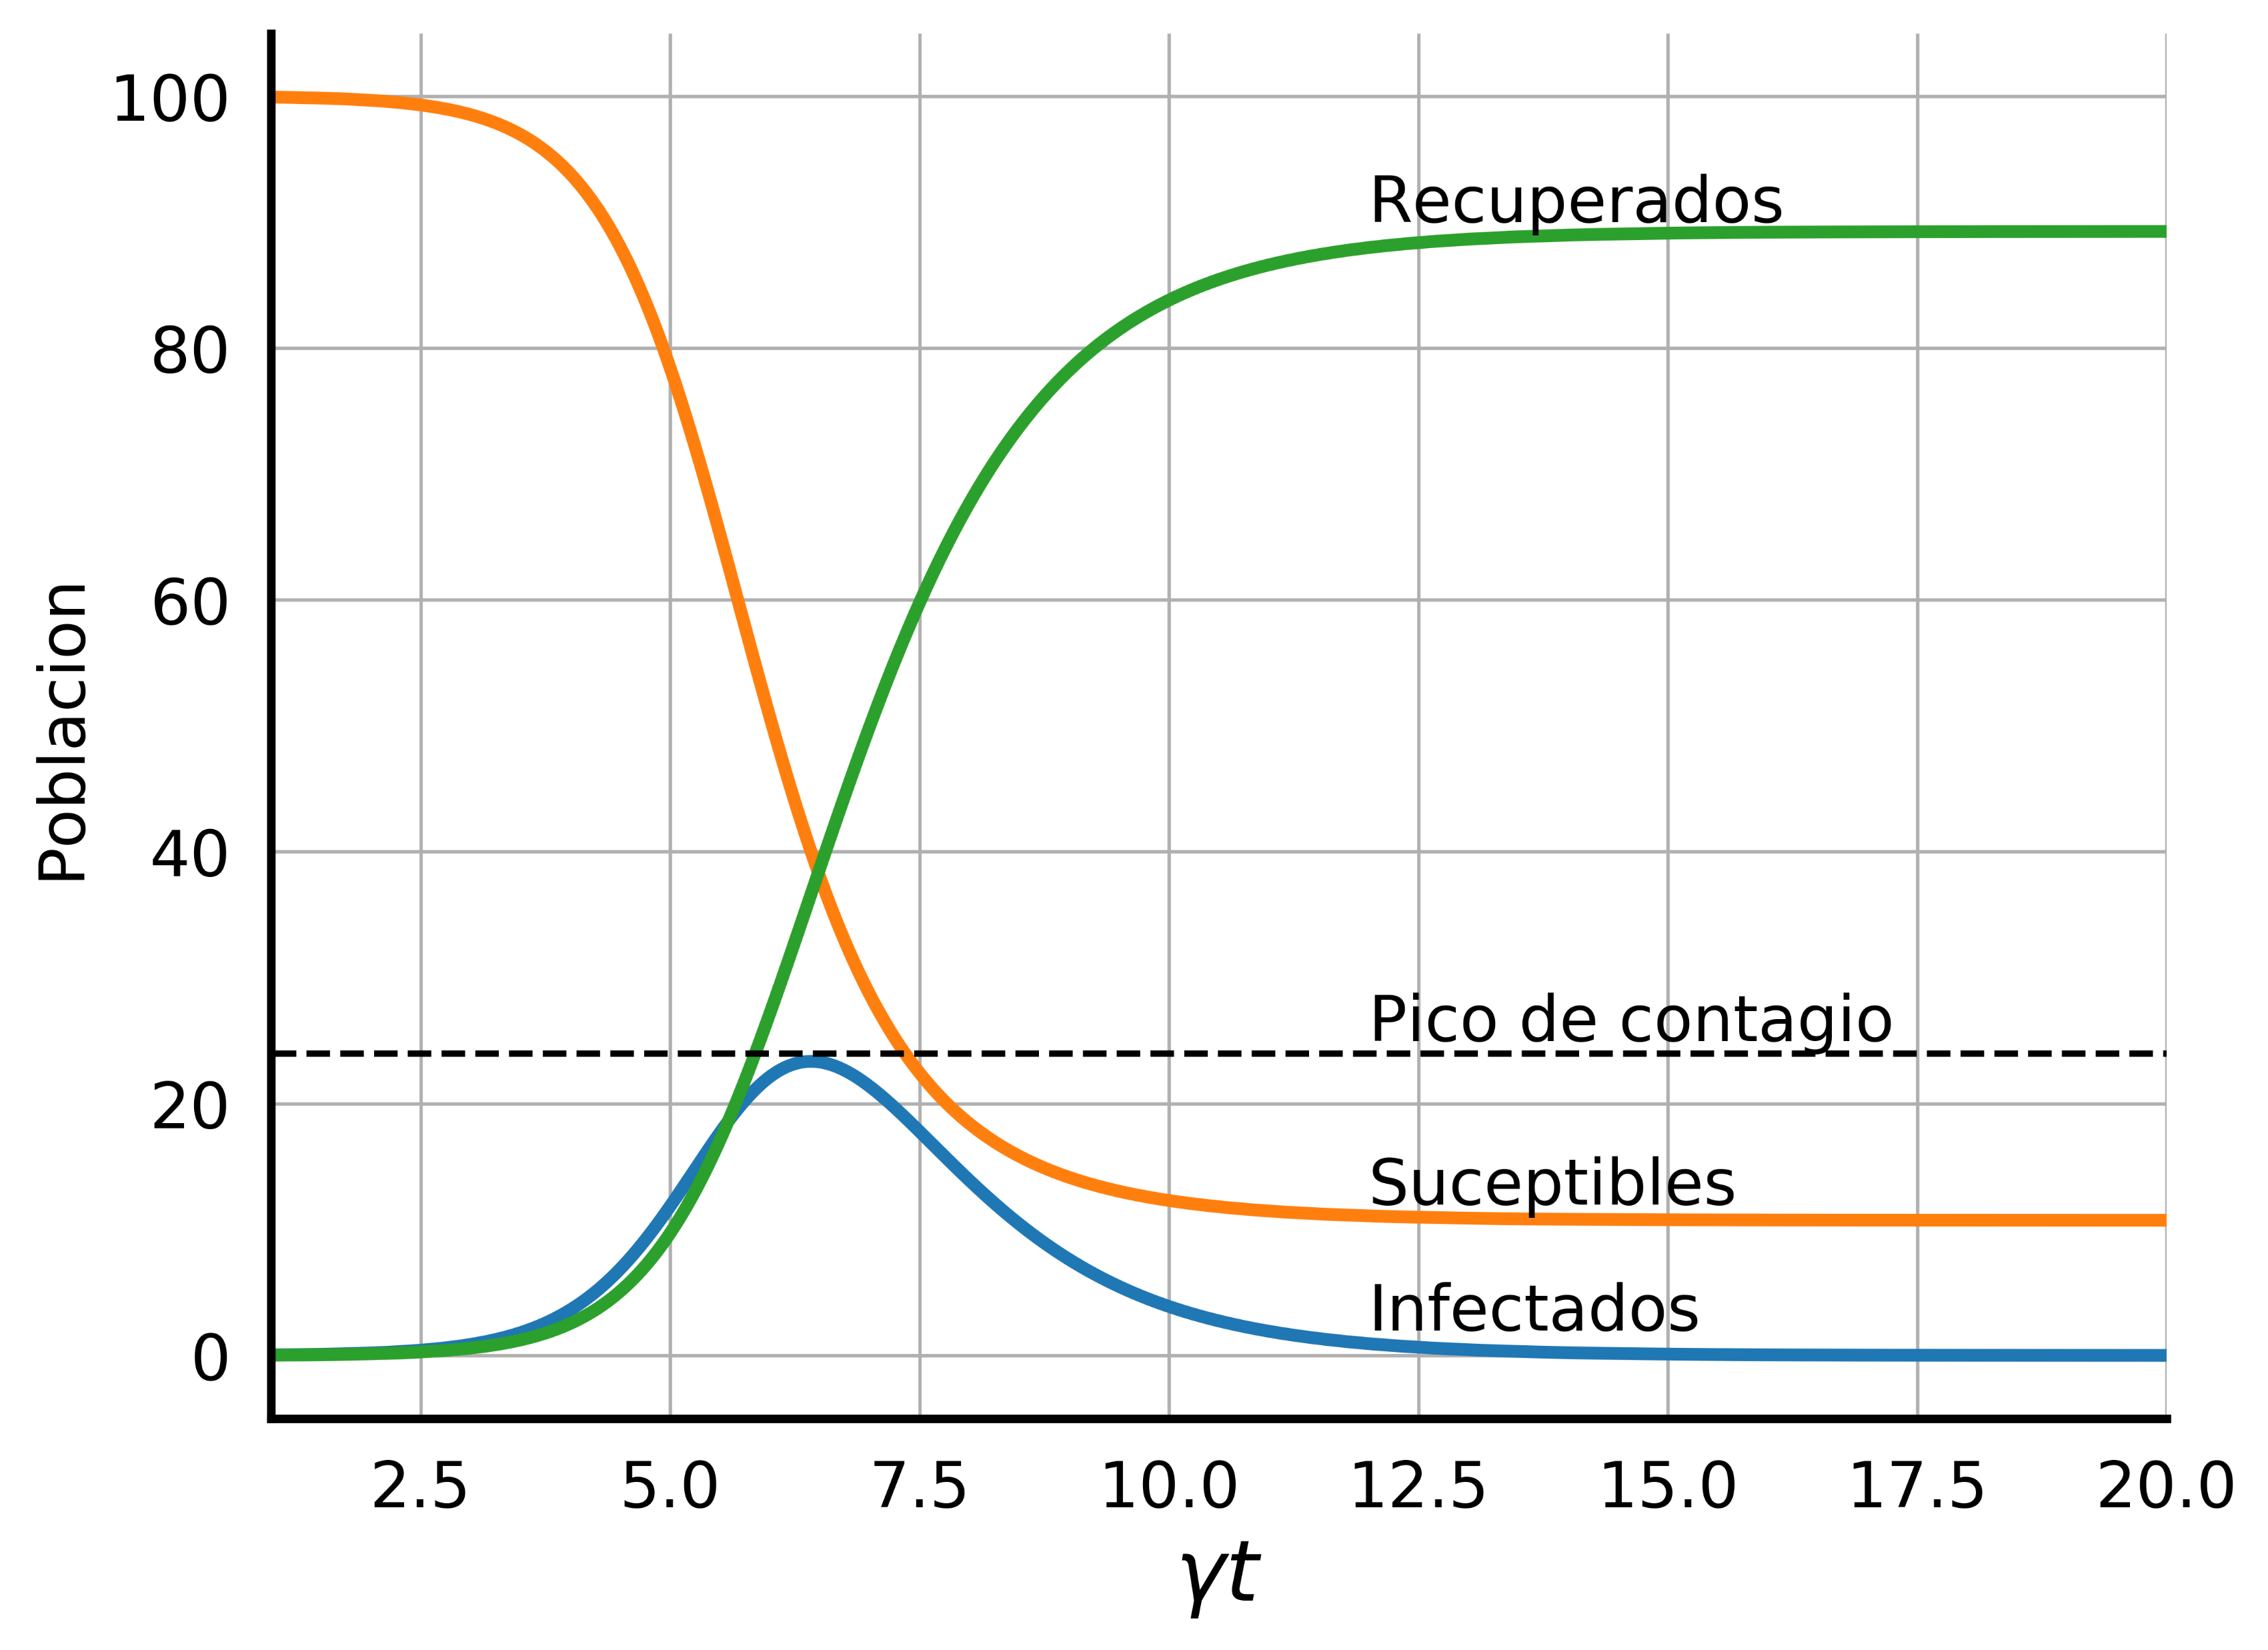 100
80
60
40
20
0
Poblacion
Recuperados
Pico de contagio
Suceptibles
Infectados
2.5 5.0 7.5 10.0 12.5 15.0 17.5 20.0
γt